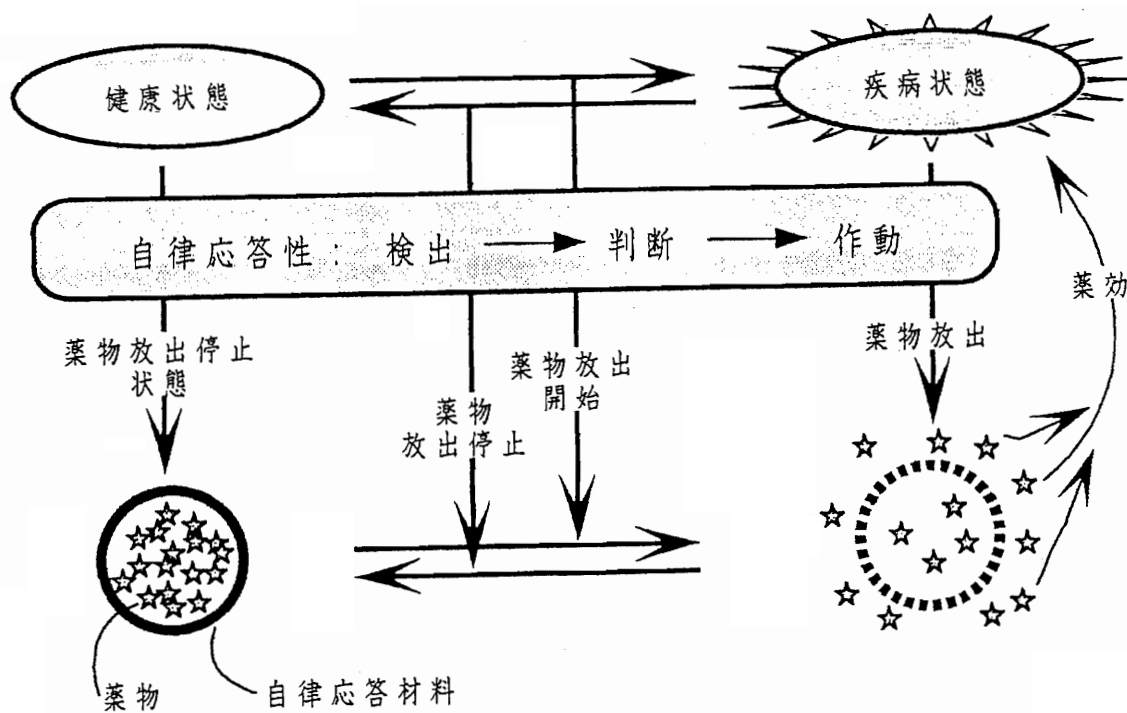 健康状態
疾病状態
自律応答性： 検出 判断 作動
薬効
薬物放出停止
状態
薬物
放出停止
薬物放出
開始
薬物放出
薬物
自律応答材料